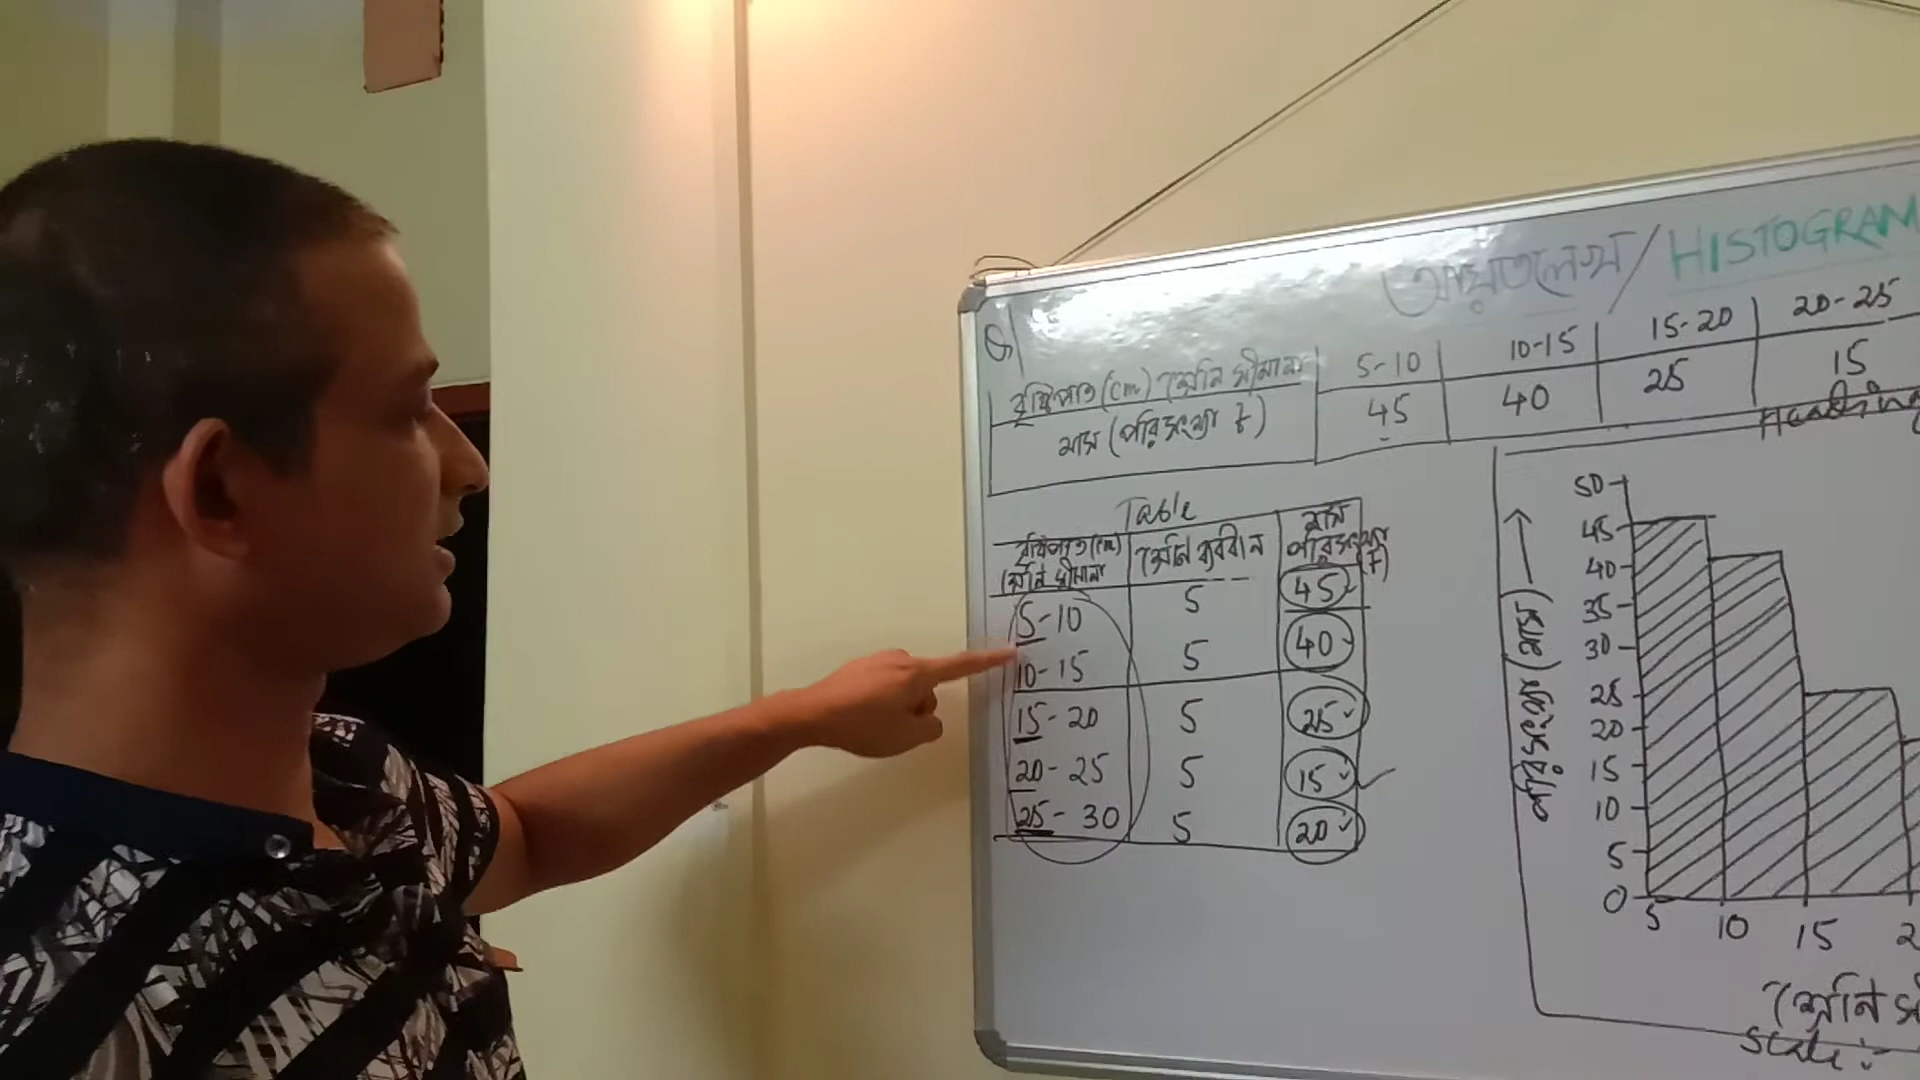 আয়তলেখ / HISTOGRAM
Q
বৃষ্টিপাত (cm) শ্রেনি সীমানা 5-10 10-15 15-20 20-25
মাস (পরিসংখ্যা f) 45 40 25 15
Heading
Table
বৃষ্টিপাত (cm) শ্রেনি সীমানা
শ্রেনি ব্যবধান
মাস পরিসংখ্যা (f)
5-10 5 45
10-15 5 40
15-20 5 25
20-25 5 15
25-30 5 20
পরিসংখ্যা (মাস)
50
45
40
35
30
25
20
15
10
5
0
5 10 15 2
শ্রেনি স
Scale :-